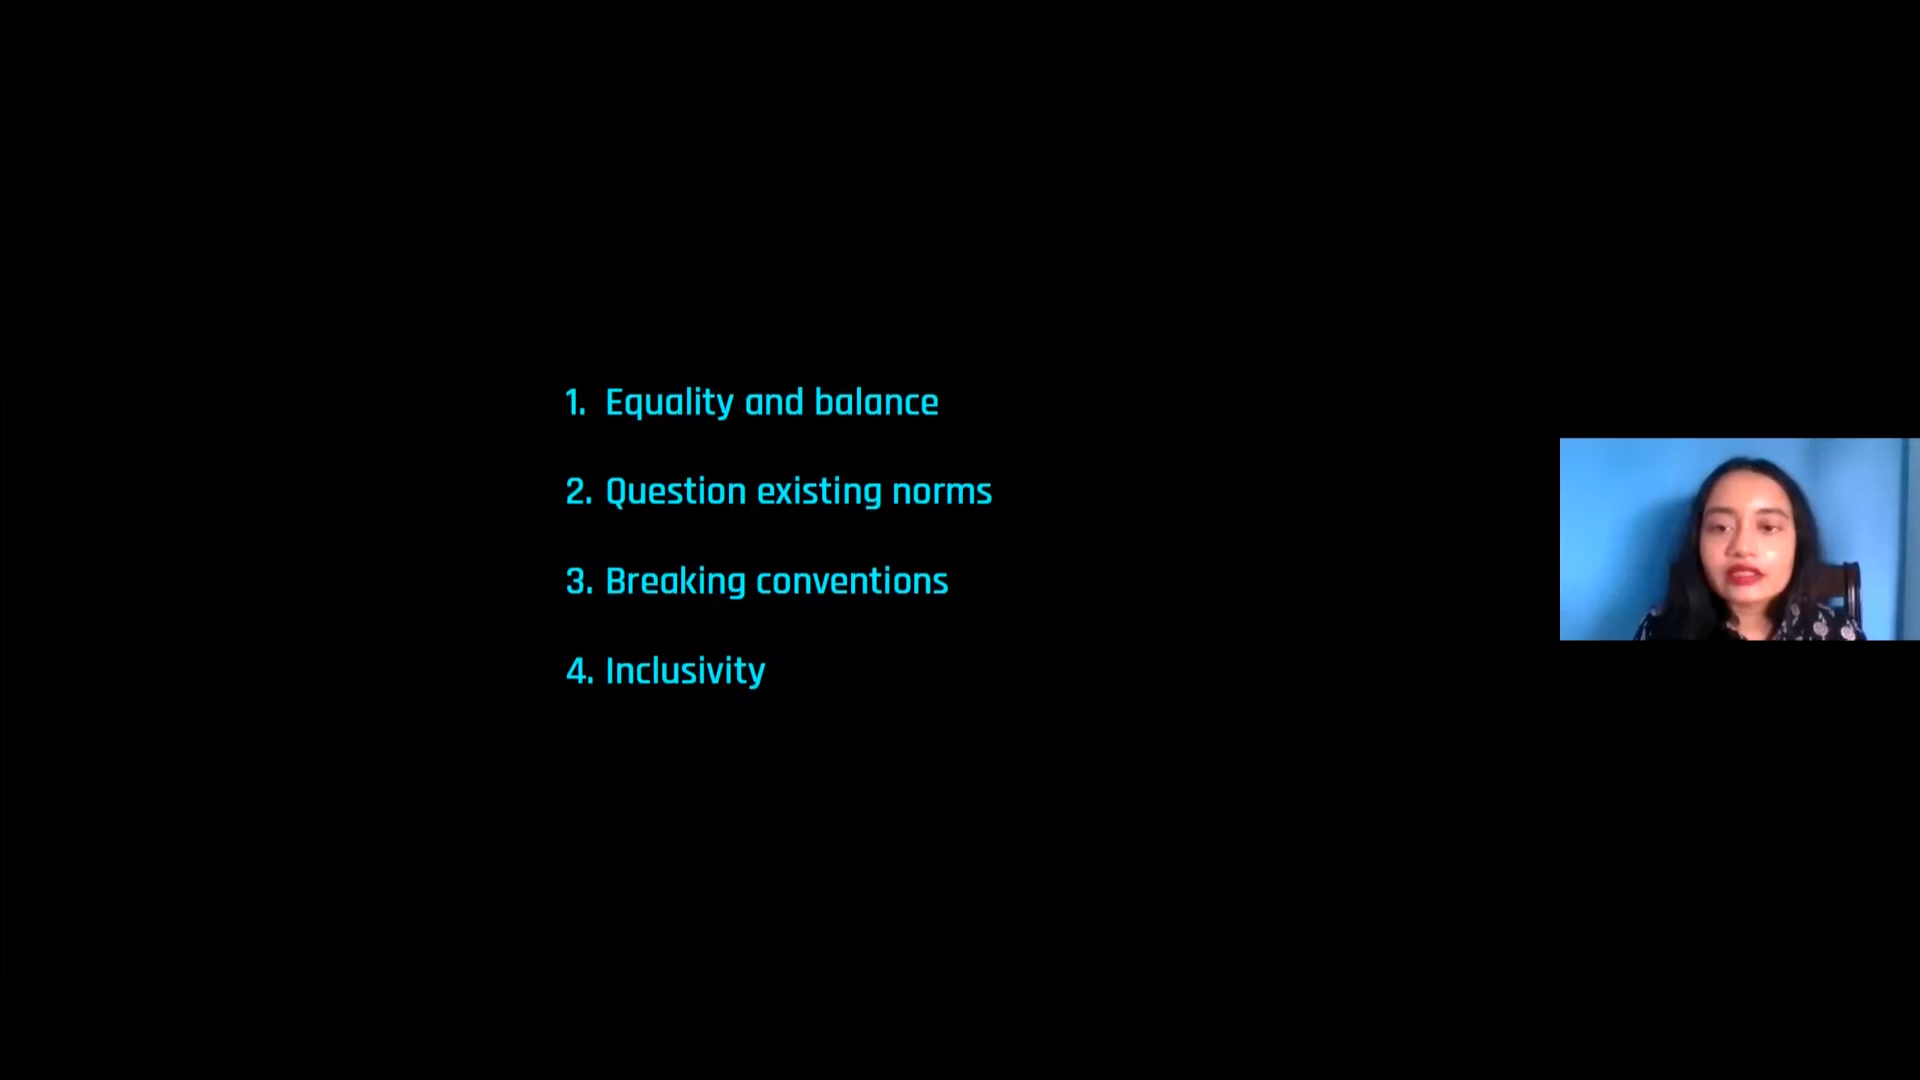 1. Equality and balance
2. Question existing norms
3. Breaking conventions
4. Inclusivity